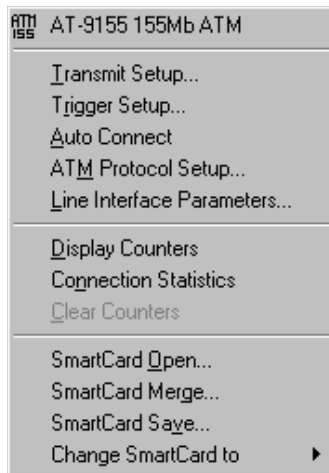 ATM
155
AT-9155 155Mb ATM
Transmit Setup...
Trigger Setup...
Auto Connect
ATM Protocol Setup...
Line Interface Parameters...
Display Counters
Connection Statistics
Clear Counters
SmartCard Open...
SmartCard Merge...
SmartCard Save...
Change SmartCard to